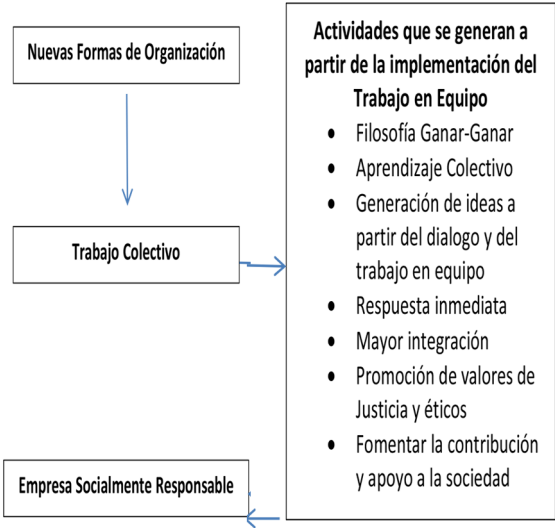 Nuevas Formas de Organización
Trabajo Colectivo
Actividades que se generan a
partir de la implementación del
Trabajo en Equipo
• Filosofía Ganar-Ganar
• Aprendizaje Colectivo
• Generación de ideas a
partir del dialogo y del
trabajo en equipo
• Respuesta inmediata
• Mayor integración
• Promoción de valores de
Justicia y éticos
• Fomentar la contribución
y apoyo a la sociedad
Empresa Socialmente Responsable